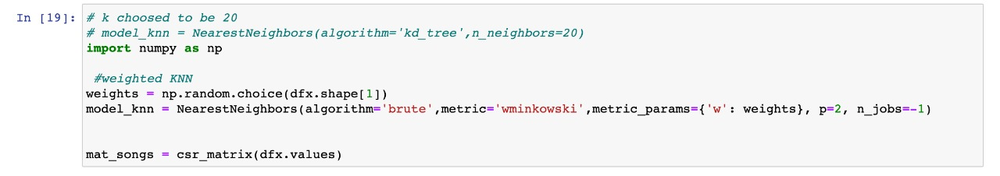 In [19]: # k choosed to be 20
# model_knn = NearestNeighbors(algorithm='kd_tree',n_neighbors=20)
import numpy as np
#weighted KNN
weights = np.random.choice(dfx.shape[1])
model_knn = NearestNeighbors(algorithm='brute',metric='wminkowski',metric_params={'w': weights}, p=2, n_jobs=-1)
mat_songs = csr_matrix(dfx.values)